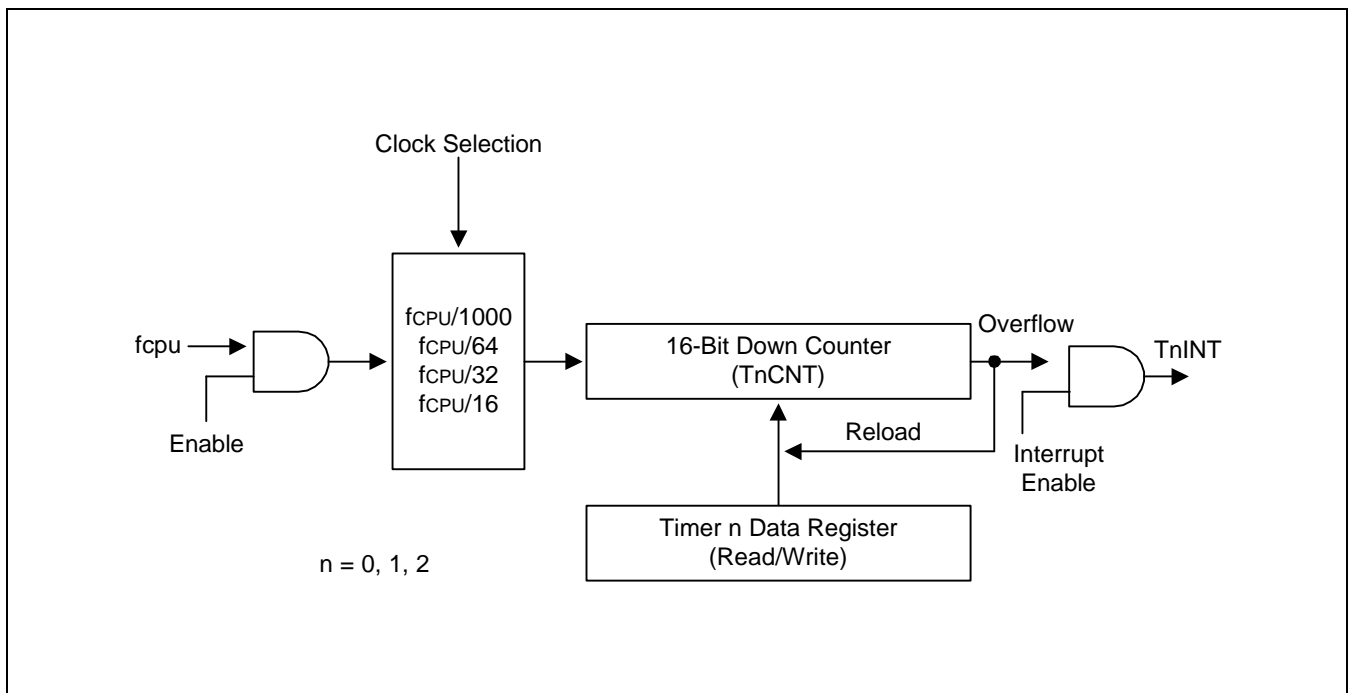 Clock Selection
fcpu
Enable
fCPU/1000
fCPU/64
fCPU/32
fCPU/16
16-Bit Down Counter
(TnCNT)
Overflow
TnINT
Reload
Interrupt
Enable
Timer n Data Register
(Read/Write)
n = 0, 1, 2